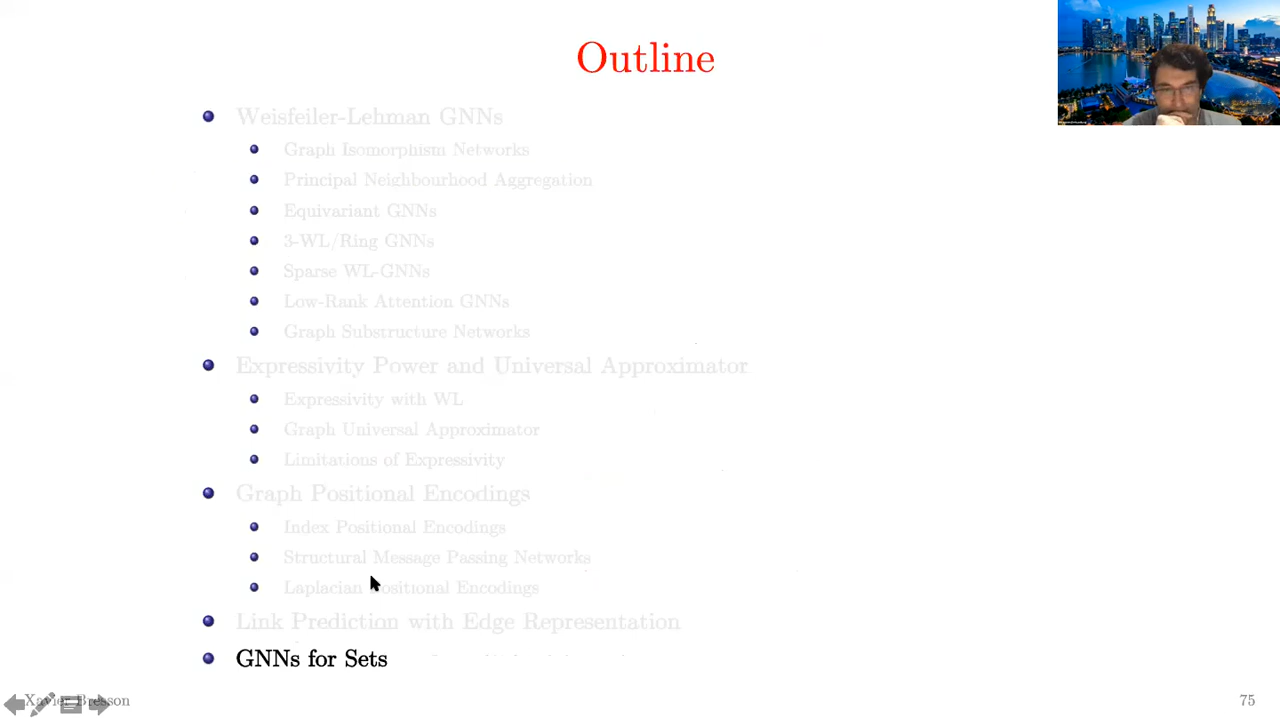 Outline
Weisfeiler-Lehman GNNs
Graph Isomorphism Networks
Principal Neighbourhood Aggregation
Equivariant GNNs
3-WL/Ring GNNs
Sparse WL-GNNs
Low-Rank Attention GNNs
Graph Substructure Networks
Expressivity Power and Universal Approximator
Expressivity with WL
Graph Universal Approximator
Limitations of Expressivity
Graph Positional Encodings
Index Positional Encodings
Structural Message Passing Networks
Laplacian Positional Encodings
Link Prediction with Edge Representation
GNNs for Sets
Xavier Bresson
75